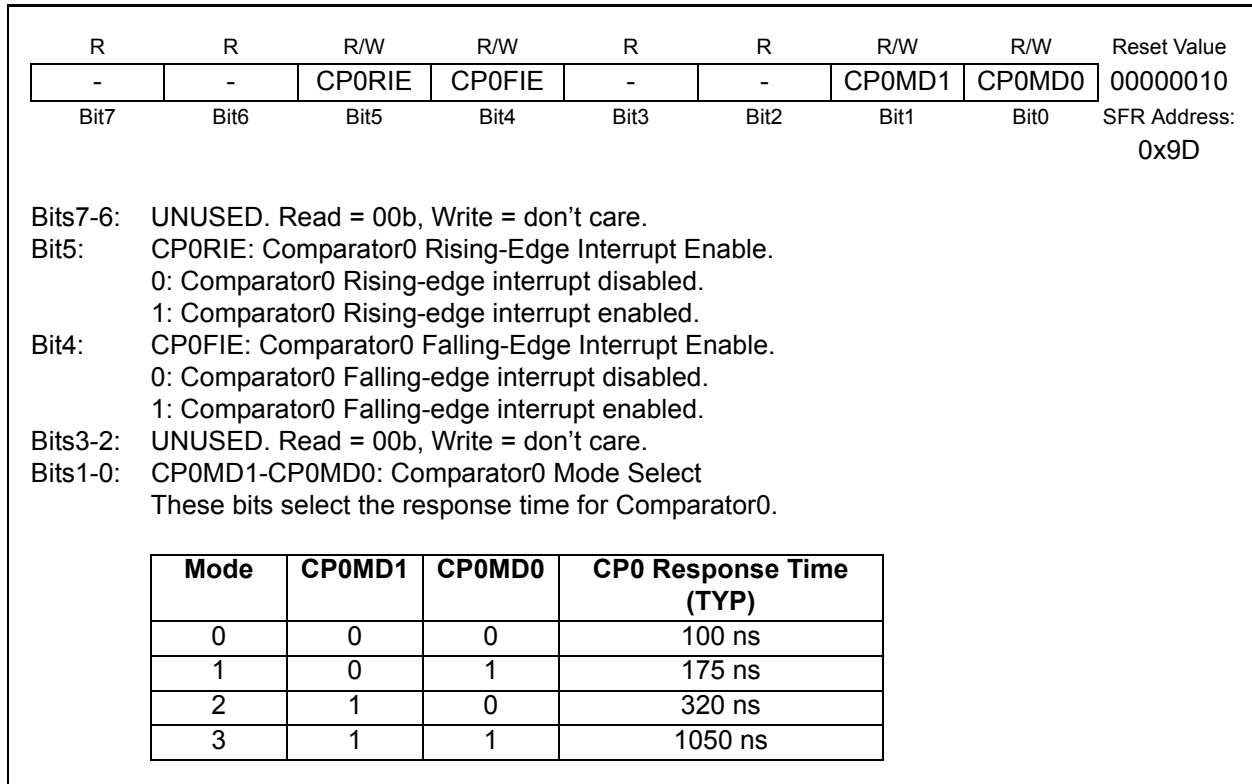 R R R/W R/W R R R/W R/W Reset Value
- - CP0RIE CP0FIE - - CP0MD1 CP0MD0 00000010
Bit7 Bit6 Bit5 Bit4 Bit3 Bit2 Bit1 Bit0 SFR Address:
0x9D
Bits7-6: UNUSED. Read = 00b, Write = don’t care.
Bit5: CP0RIE: Comparator0 Rising-Edge Interrupt Enable.
0: Comparator0 Rising-edge interrupt disabled.
1: Comparator0 Rising-edge interrupt enabled.
Bit4: CP0FIE: Comparator0 Falling-Edge Interrupt Enable.
0: Comparator0 Falling-edge interrupt disabled.
1: Comparator0 Falling-edge interrupt enabled.
Bits3-2: UNUSED. Read = 00b, Write = don’t care.
Bits1-0: CP0MD1-CP0MD0: Comparator0 Mode Select
These bits select the response time for Comparator0.
Mode CP0MD1 CP0MD0 CP0 Response Time
(TYP)
0 0 0 100 ns
1 0 1 175 ns
2 1 0 320 ns
3 1 1 1050 ns